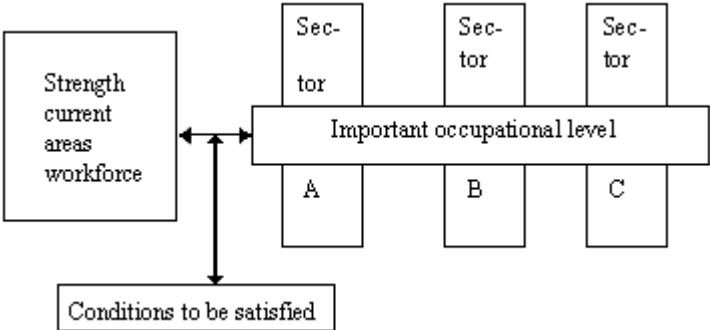 Strength
current
areas
workforce
Sec-
tor
Sec-
tor
Sec-
tor
Important occupational level
A
B
C
Conditions to be satisfied